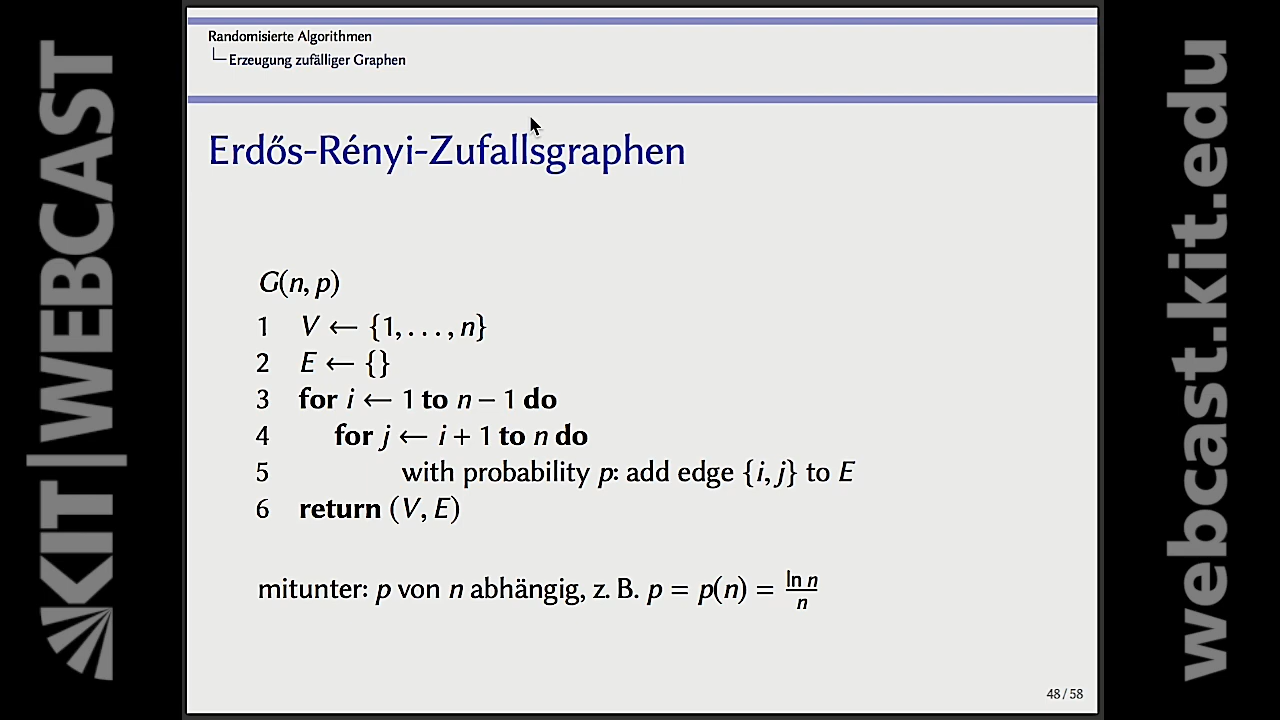 Randomisierte Algorithmen
Erzeugung zufälliger Graphen
Erdős-Rényi-Zufallsgraphen
G(n, p)
1 V ← {1, . . . , n}
2 E ← {}
3 for i ← 1 to n − 1 do
4 for j ← i + 1 to n do
5 with probability p: add edge {i, j} to E
6 return (V, E)
mitunter: p von n abhängig, z. B. p = p(n) = ln n / n
48 / 58
KIT|WEBCAST
webcast.kit.edu